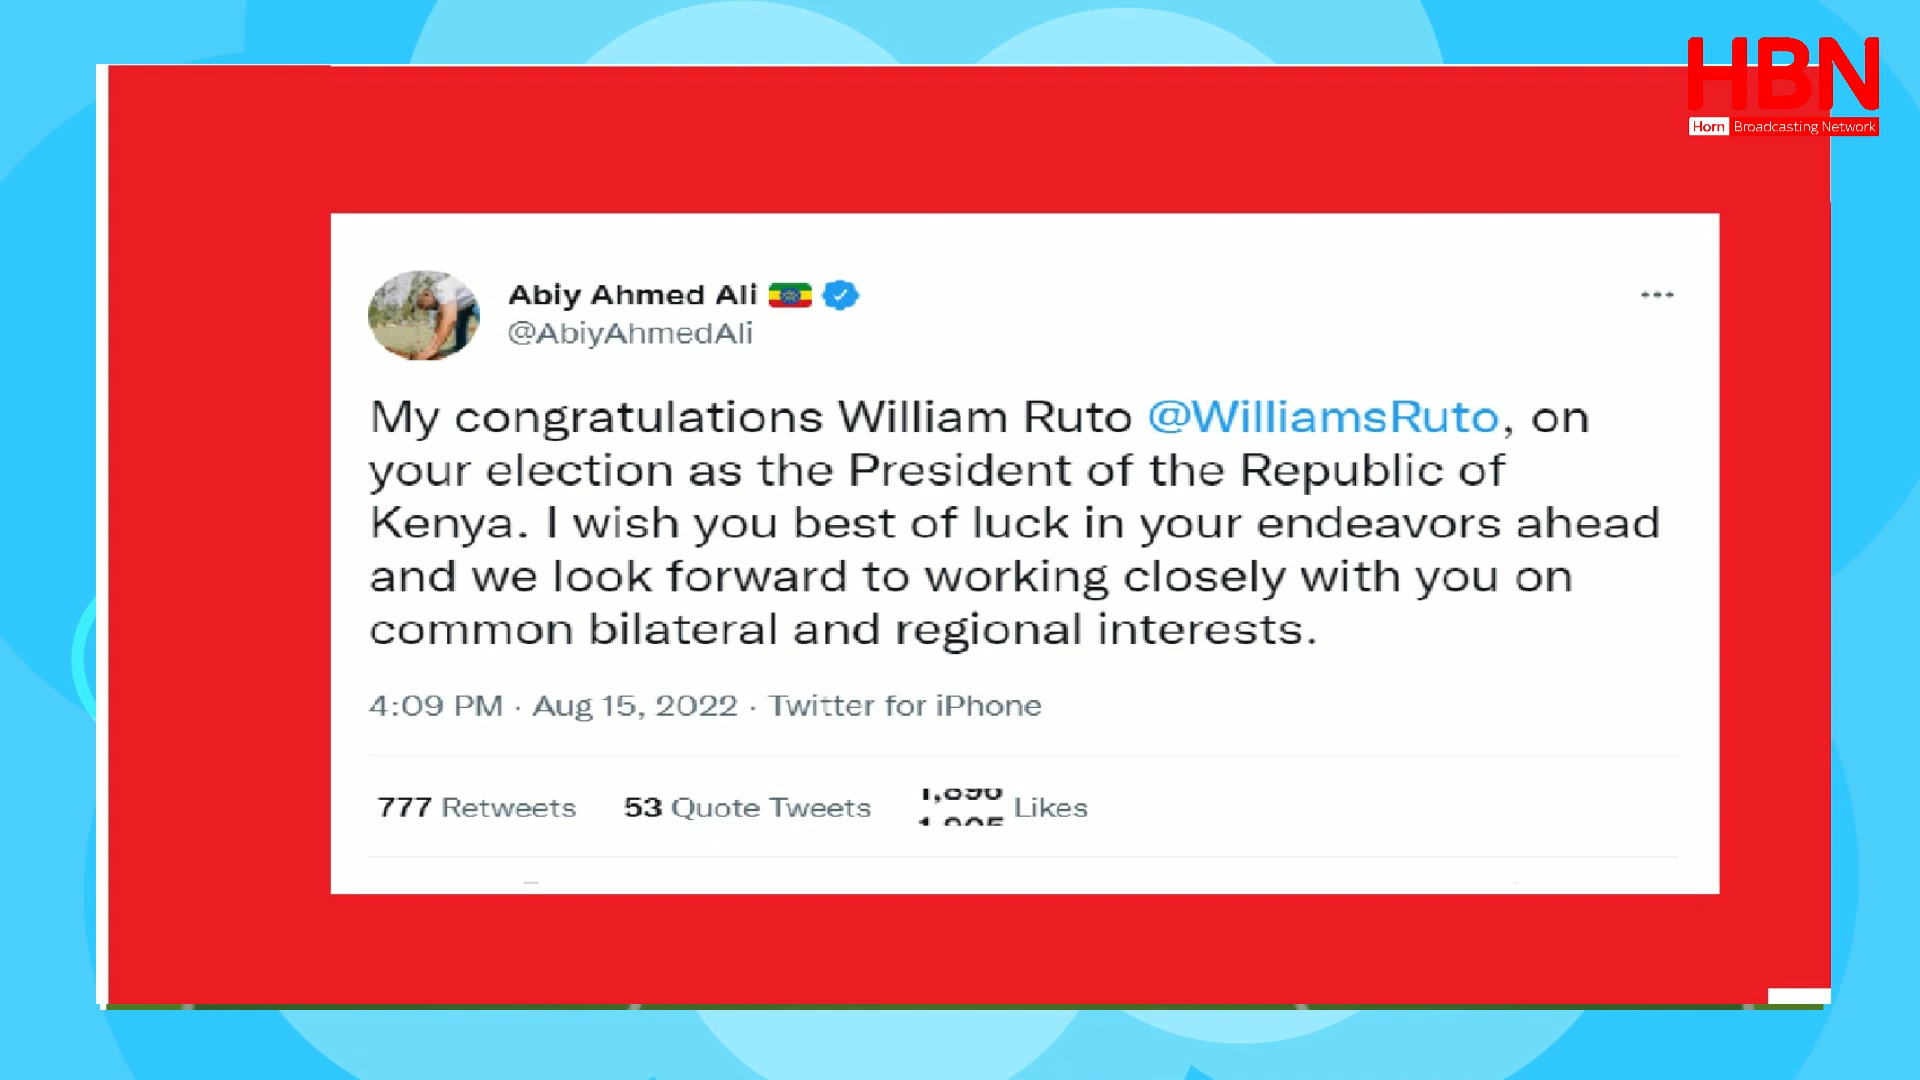 HBN
Horn Broadcasting Network
Abiy Ahmed Ali
@AbiyAhmedAli
My congratulations William Ruto @WilliamsRuto, on
your election as the President of the Republic of
Kenya. I wish you best of luck in your endeavors ahead
and we look forward to working closely with you on
common bilateral and regional interests.
4:09 PM · Aug 15, 2022 · Twitter for iPhone
777 Retweets 53 Quote Tweets Likes